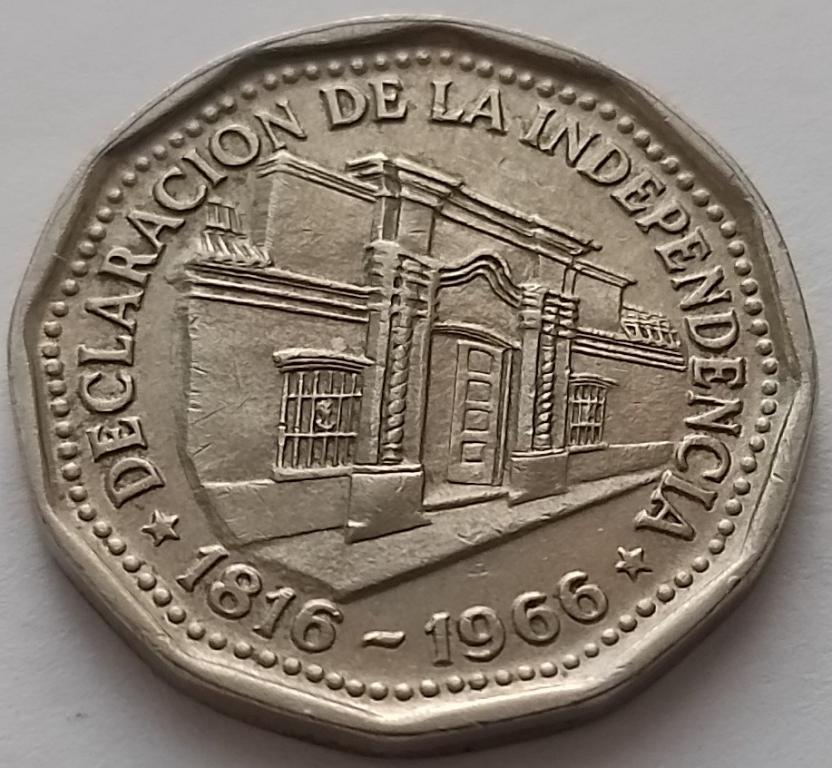 DECLARACION DE LA INDEPENDENCIA
★ 1816 ~ 1966 ★